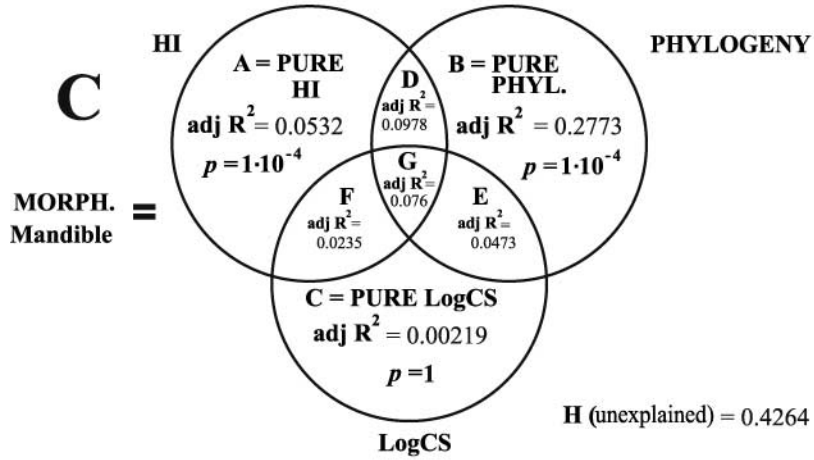 HI
PHYLOGENY
C
A = PURE
HI
adj R² = 0.0532
p = 1·10⁻⁴
D
adj R² =
0.0978
B = PURE
PHYL.
adj R² = 0.2773
p = 1·10⁻⁴
G
adj R² =
0.076
MORPH.
Mandible
=
F
adj R² =
0.0235
E
adj R² =
0.0473
C = PURE LogCS
adj R² = 0.00219
p =1
H (unexplained) = 0.4264
LogCS